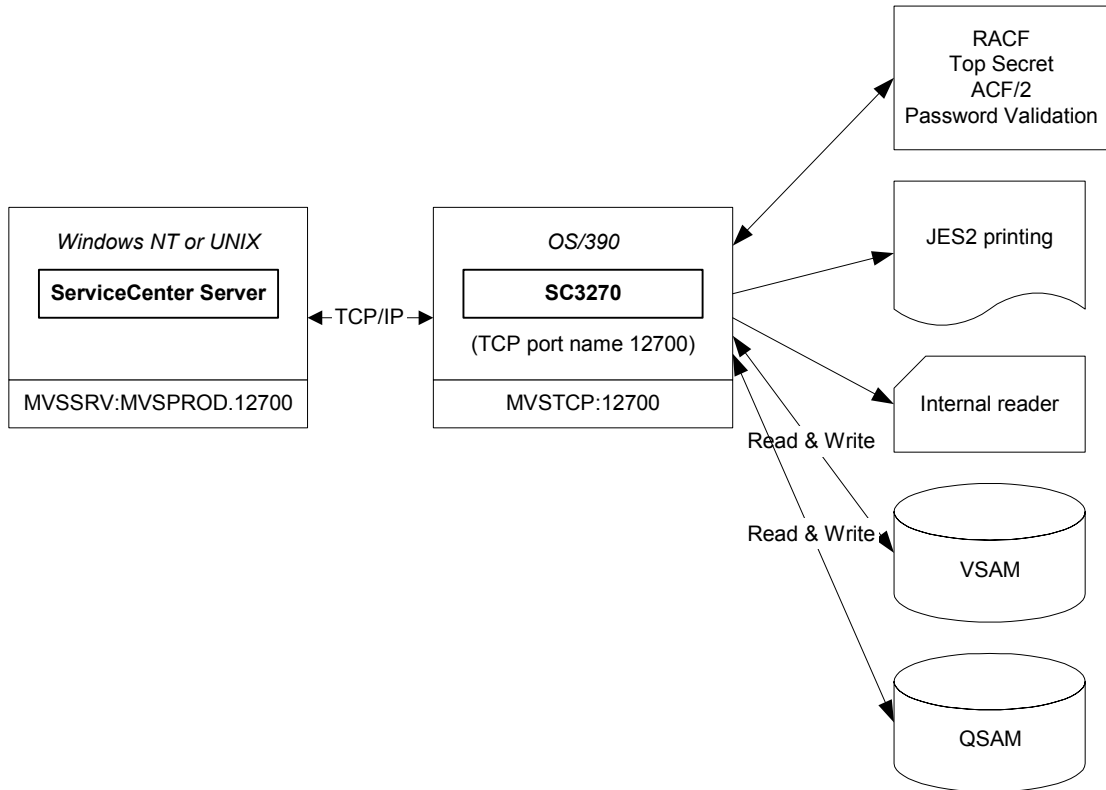 RACF
Top Secret
ACF/2
Password Validation
Windows NT or UNIX
ServiceCenter Server
TCP/IP
OS/390
SC3270
(TCP port name 12700)
MVSSRV:MVSPROD.12700
MVSTCP:12700
JES2 printing
Internal reader
Read & Write
VSAM
Read & Write
QSAM